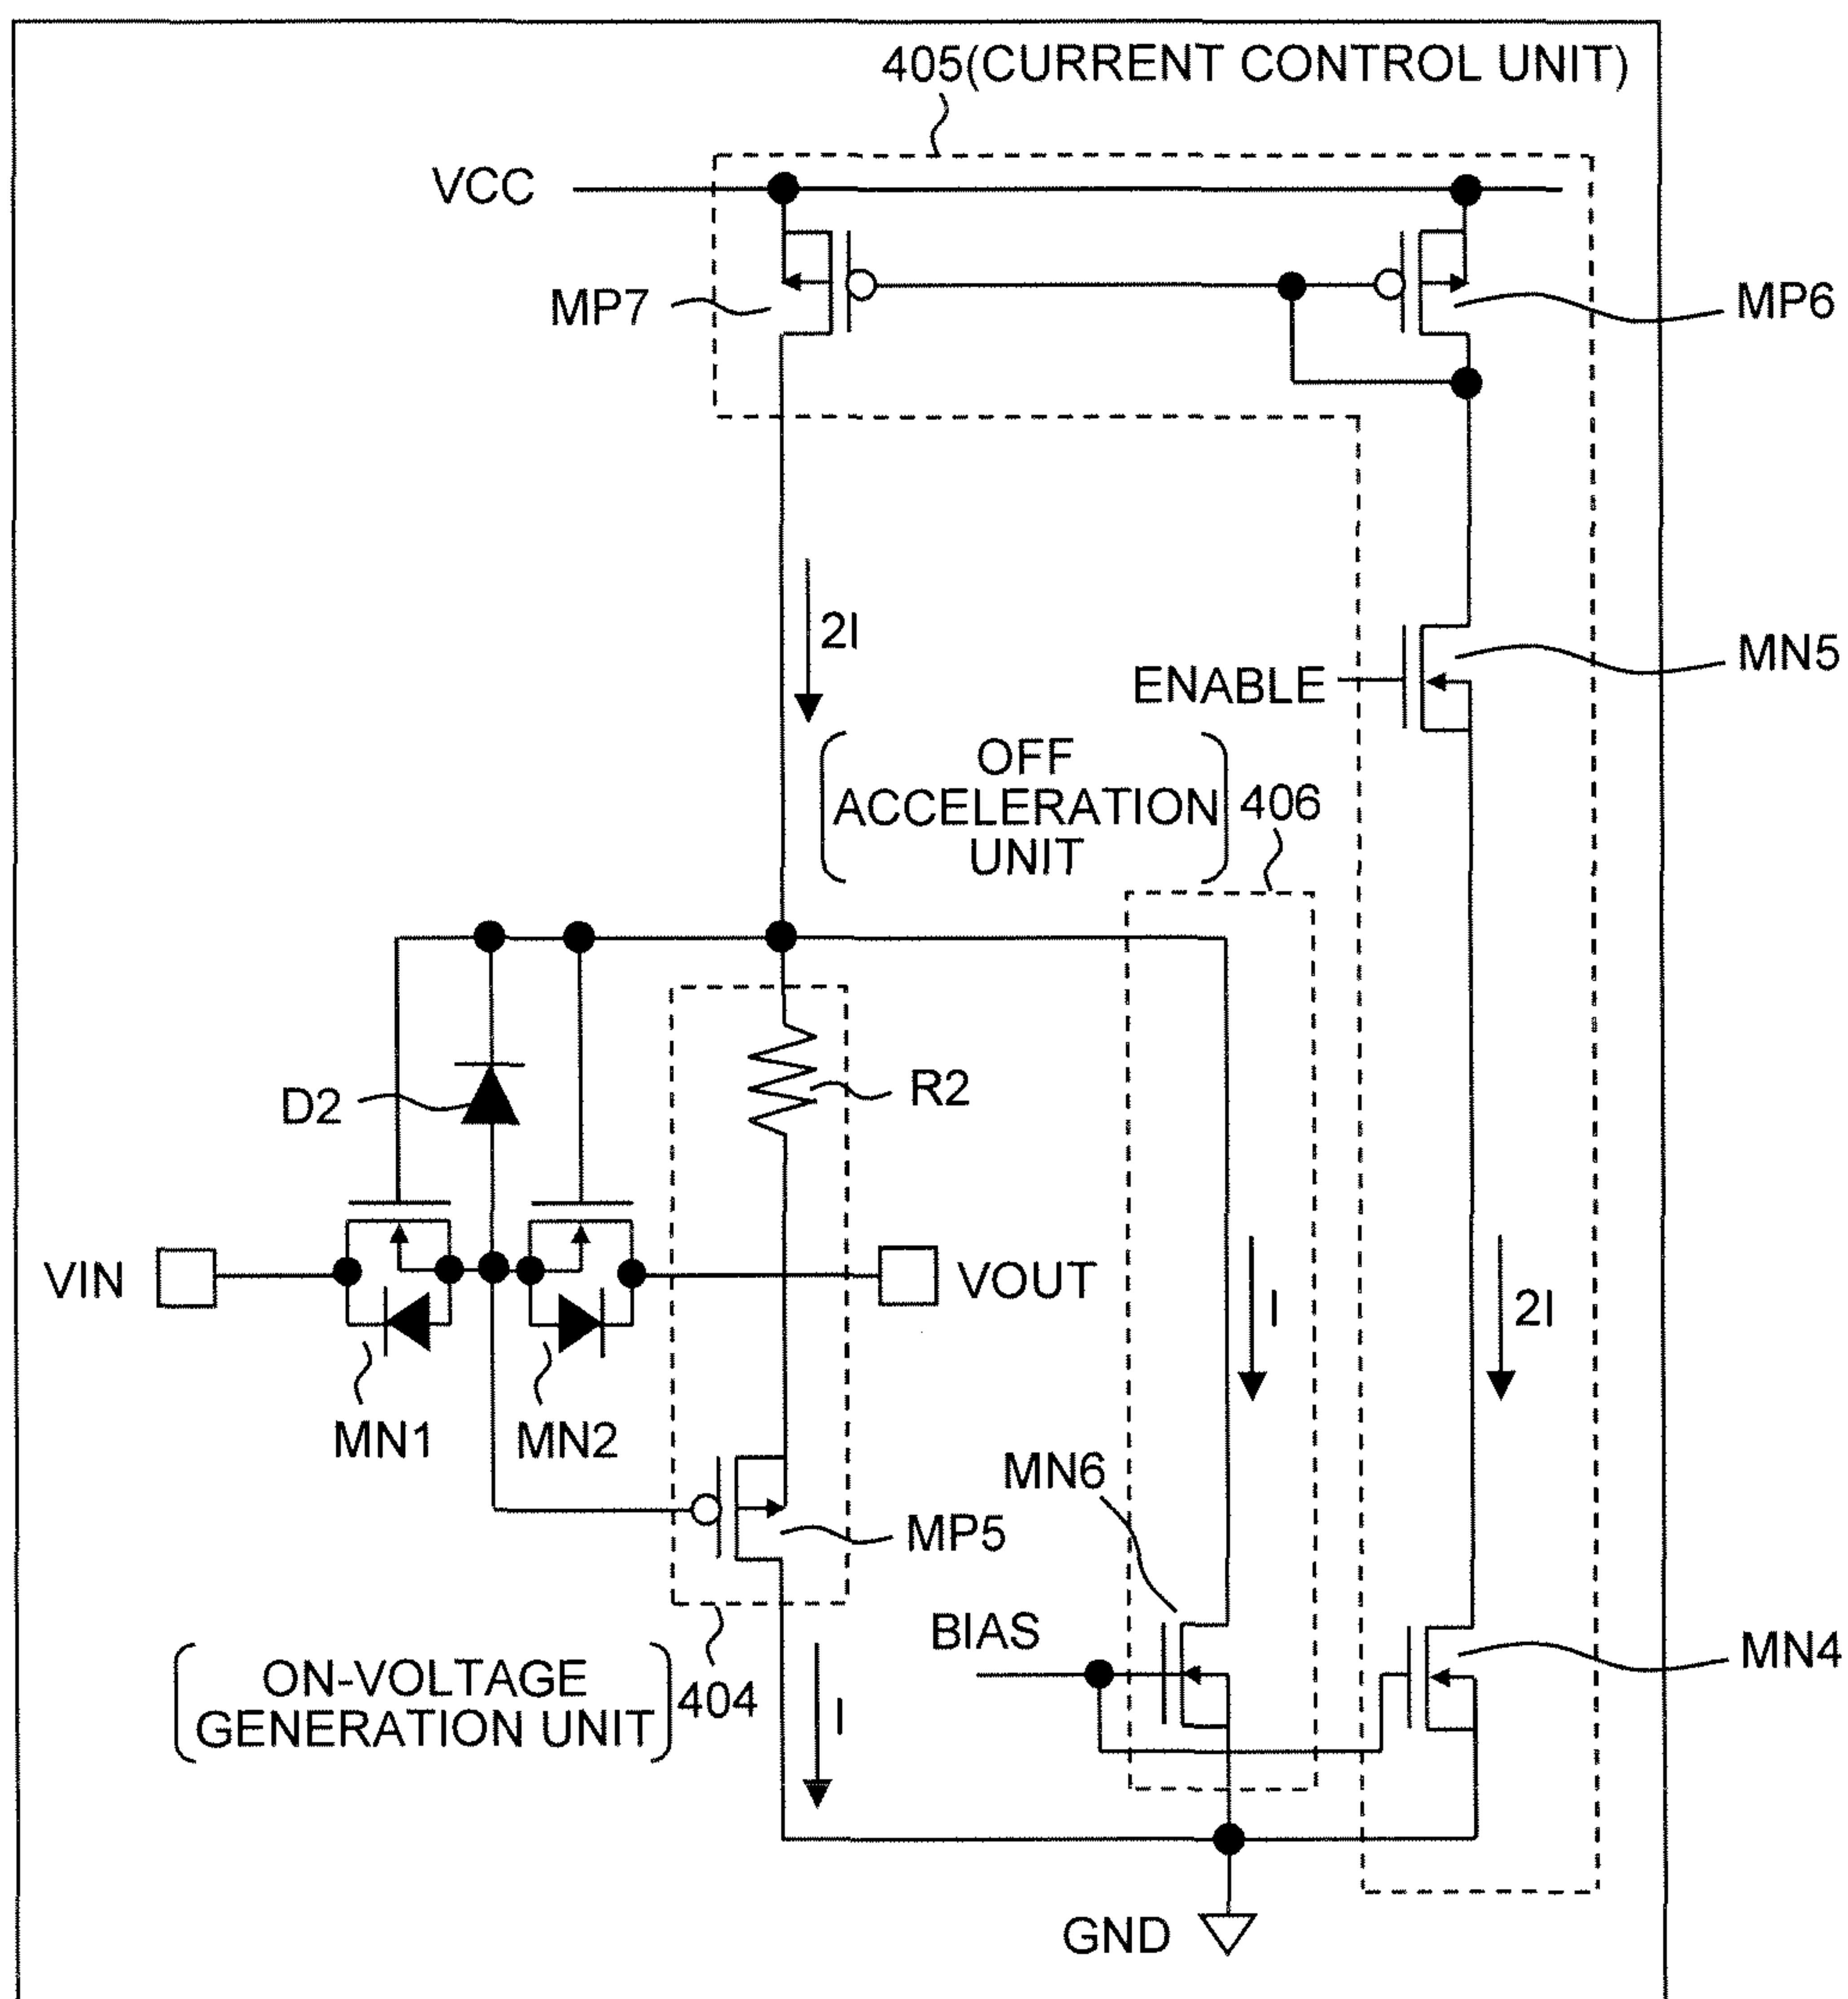 405(CURRENT CONTROL UNIT)
VCC
MP7
MP6
2I
MN5
ENABLE
OFF
ACCELERATION
UNIT
406
D2
R2
VIN
VOUT
I
2I
MN1
MN2
MN6
MP5
BIAS
MN4
ON-VOLTAGE
GENERATION UNIT
404
I
GND